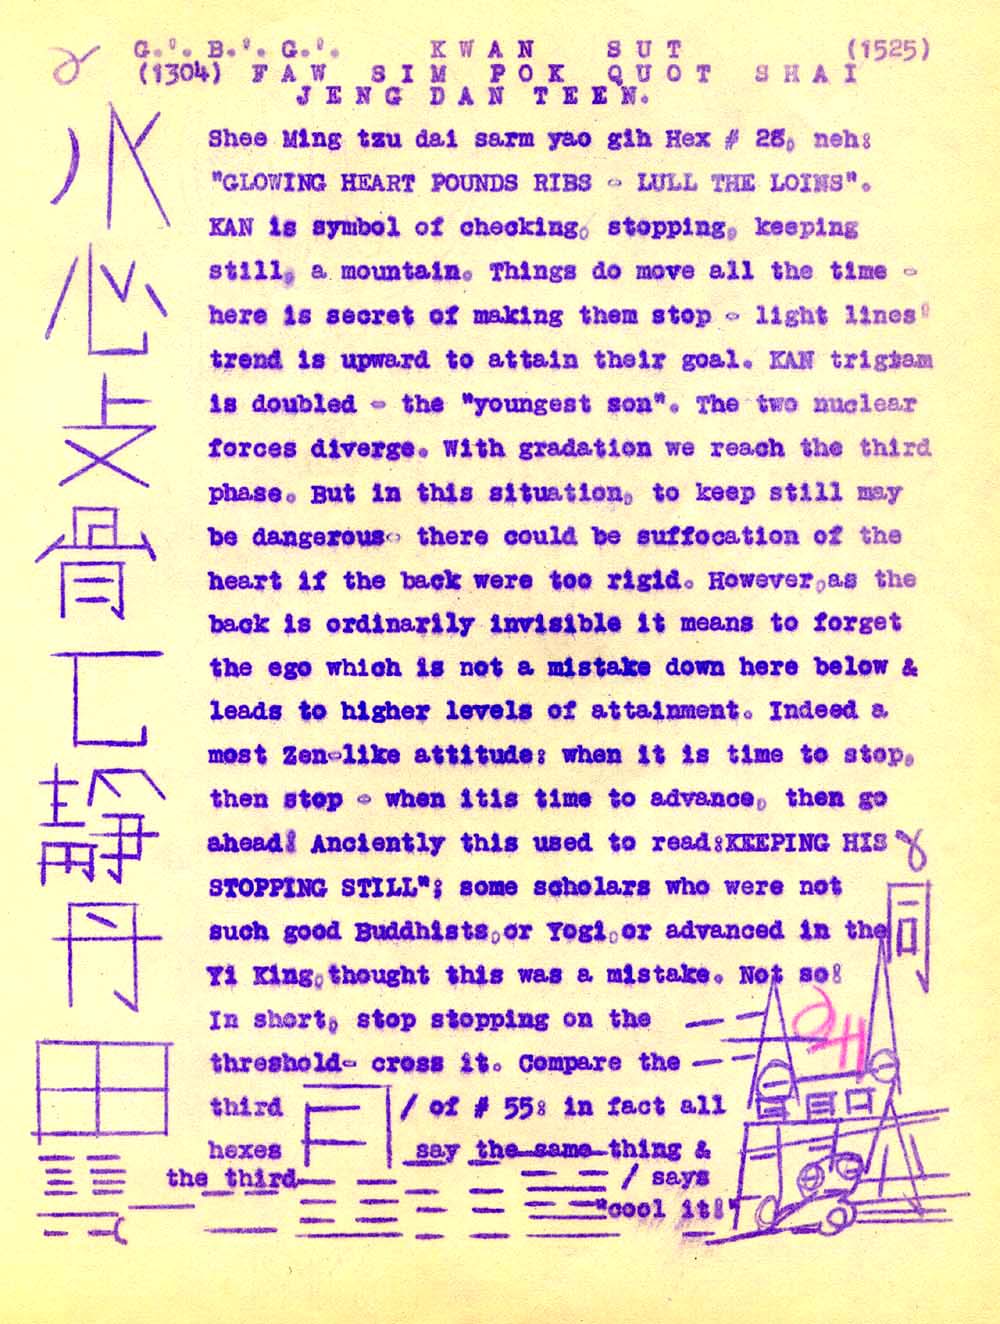 G.'. B.'. G.'. KWAN SUT (1525)
(1304) FAW SIM POK QUOT SHAI
JENG DAN TEEN.
Shee Ming tzu dai sarm yao gih Hex # 28, neh:
"GLOWING HEART POUNDS RIBS - LULL THE LOINS".
KAN is symbol of checking, stopping, keeping
still, a mountain. Things do move all the time -
here is secret of making them stop - light lines'
trend is upward to attain their goal. KAN trigram
is doubled - the "youngest son". The two nuclear
forces diverge. With gradation we reach the third
phase. But in this situation, to keep still may
be dangerous- there could be suffocation of the
heart if the back were too rigid. However,as the
back is ordinarily invisible it means to forget
the ego which is not a mistake down here below &
leads to higher levels of attainment. Indeed a
most Zen-like attitude: when it is time to stop,
then stop - when itis time to advance, then go
ahead! Anciently this used to read:KEEPING HIS
STOPPING STILL"; some scholars who were not
such good Buddhists,or Yogi,or advanced in the
Yi King,thought this was a mistake. Not so!
In short, stop stopping on the
threshold- cross it. Compare the
third / of # 55: in fact all
hexes say the same thing &
the third / says
"cool it!"
火
心
田